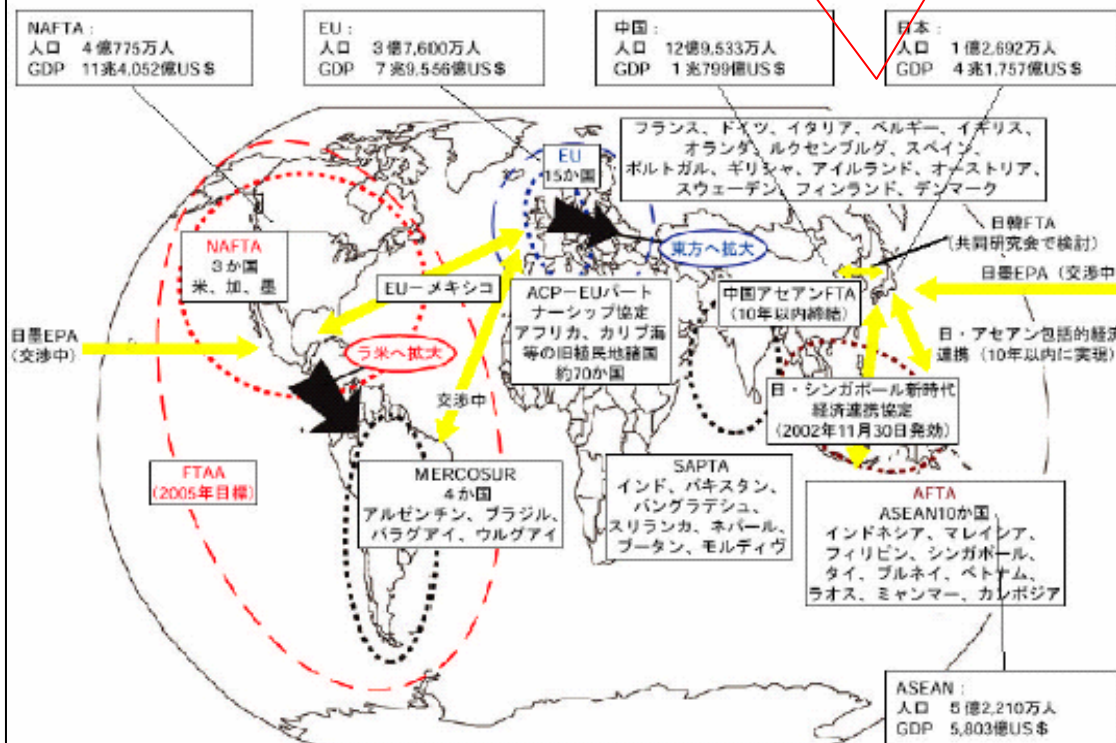 NAFTA：
人口　4億775万人
GDP　11兆4,052億US＄
EU：
人口　3億7,600万人
GDP　7兆9,556億US＄
中国：
人口　12億9,533万人
GDP　1兆799億US＄
日本：
人口　1億2,692万人
GDP　4兆1,757億US＄
フランス、ドイツ、イタリア、ベルギー、イギリス、
オランダ、ルクセンブルグ、スペイン、
ポルトガル、ギリシャ、アイルランド、オーストリア、
スウェーデン、フィンランド、デンマーク
EU
15か国
日韓FTA
（共同研究会で検討）
NAFTA
3か国
米、加、墨
東方へ拡大
日墨EPA（交渉中）
EU－メキシコ
ACP－EUパート
ナーシップ協定
アフリカ、カリブ海
等の旧植民地諸国
約70か国
中国アセアンFTA
（10年以内締結）
日墨EPA
（交渉中）
ラ米へ拡大
日・アセアン包括的経済
連携（10年以内に実現）
交渉中
日・シンガポール新時代
経済連携協定
（2002年11月30日発効）
FTAA
（2005年目標）
MERCOSUR
4か国
アルゼンチン、ブラジル、
パラグアイ、ウルグアイ
SAPTA
インド、パキスタン、
バングラデシュ、
スリランカ、ネパール、
ブータン、モルディヴ
AFTA
ASEAN10か国
インドネシア、マレイシア、
フィリピン、シンガポール、
タイ、ブルネイ、ベトナム、
ラオス、ミャンマー、カンボジア
ASEAN：
人口　5億2,210万人
GDP　5,803億US＄